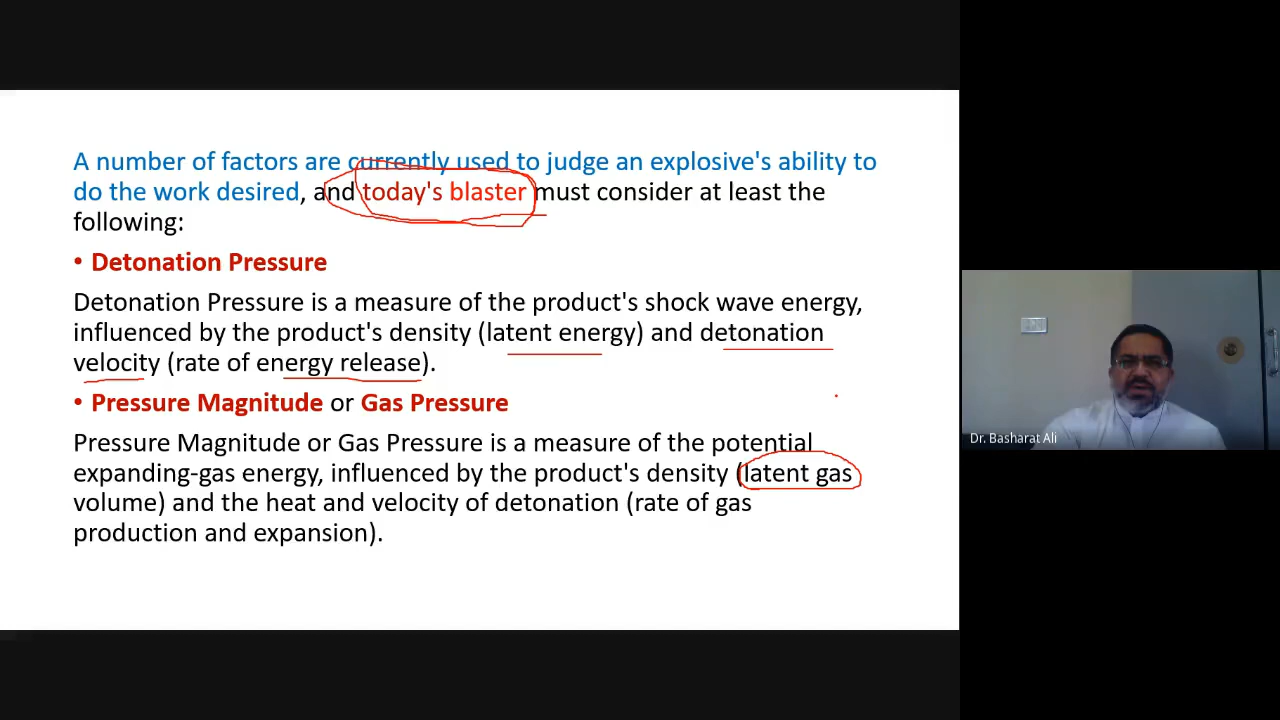 A number of factors are currently used to judge an explosive's ability to
do the work desired, and today's blaster must consider at least the
following:
• Detonation Pressure
Detonation Pressure is a measure of the product's shock wave energy,
influenced by the product's density (latent energy) and detonation
velocity (rate of energy release).
• Pressure Magnitude or Gas Pressure
Pressure Magnitude or Gas Pressure is a measure of the potential
expanding-gas energy, influenced by the product's density (latent gas
volume) and the heat and velocity of detonation (rate of gas
production and expansion).
Dr. Basharat Ali